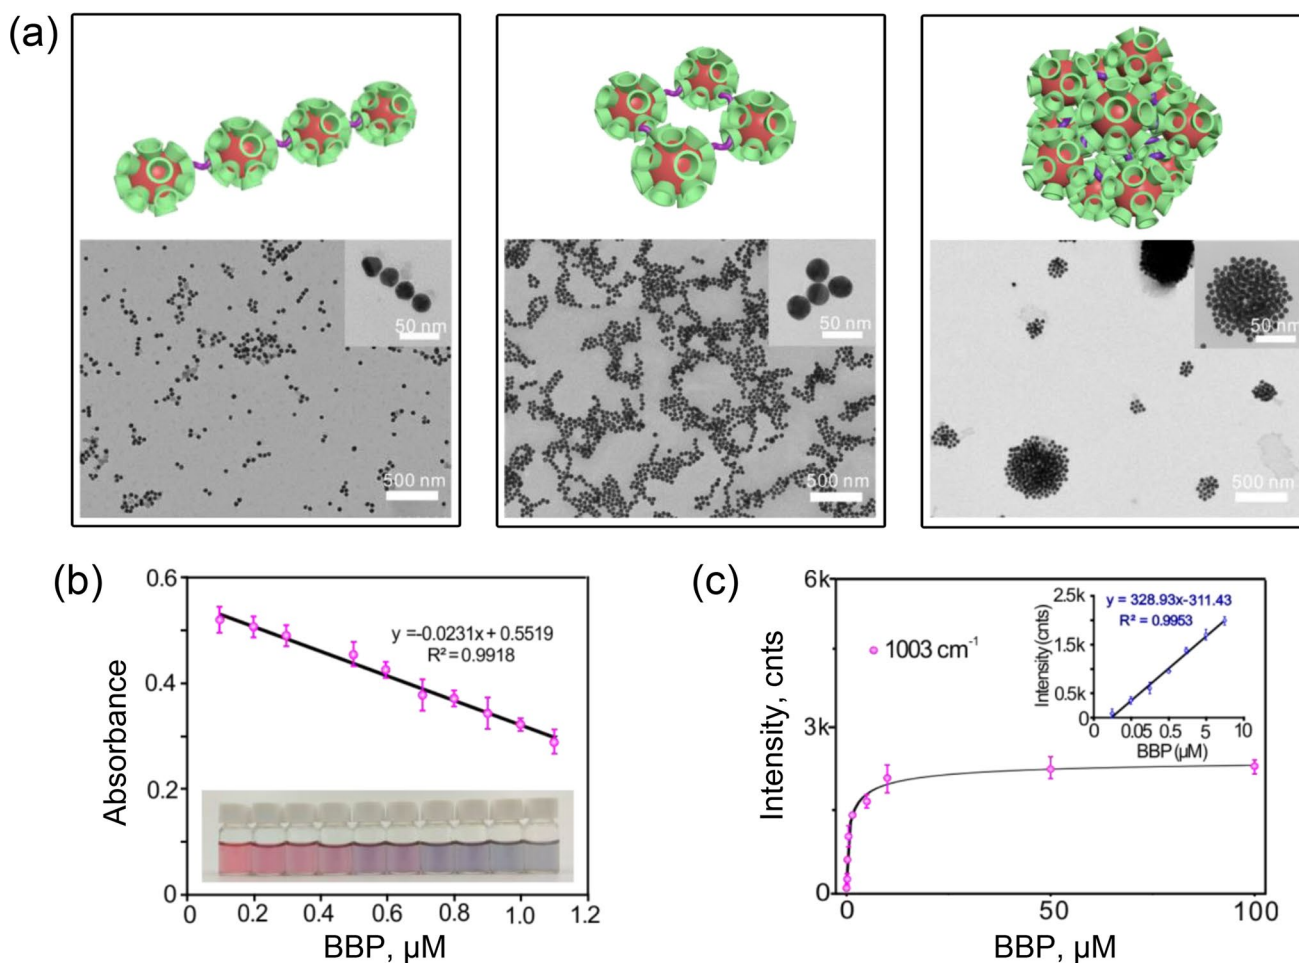 (a)
50 nm
500 nm
50 nm
500 nm
50 nm
500 nm
(b)
0.6
0.4
0.2
0
Absorbance
y =-0.0231x + 0.5519
R² = 0.9918
0 0.2 0.4 0.6 0.8 1.0 1.2
BBP, µM
(c)
6k
3k
0
Intensity, cnts
1003 cm⁻¹
2.5k
1.5k
0.5k
0
Intensity (cnts)
y = 328.93x-311.43
R² = 0.9953
0.05 0.5 5 10
BBP (µM)
0 50 100
BBP, µM